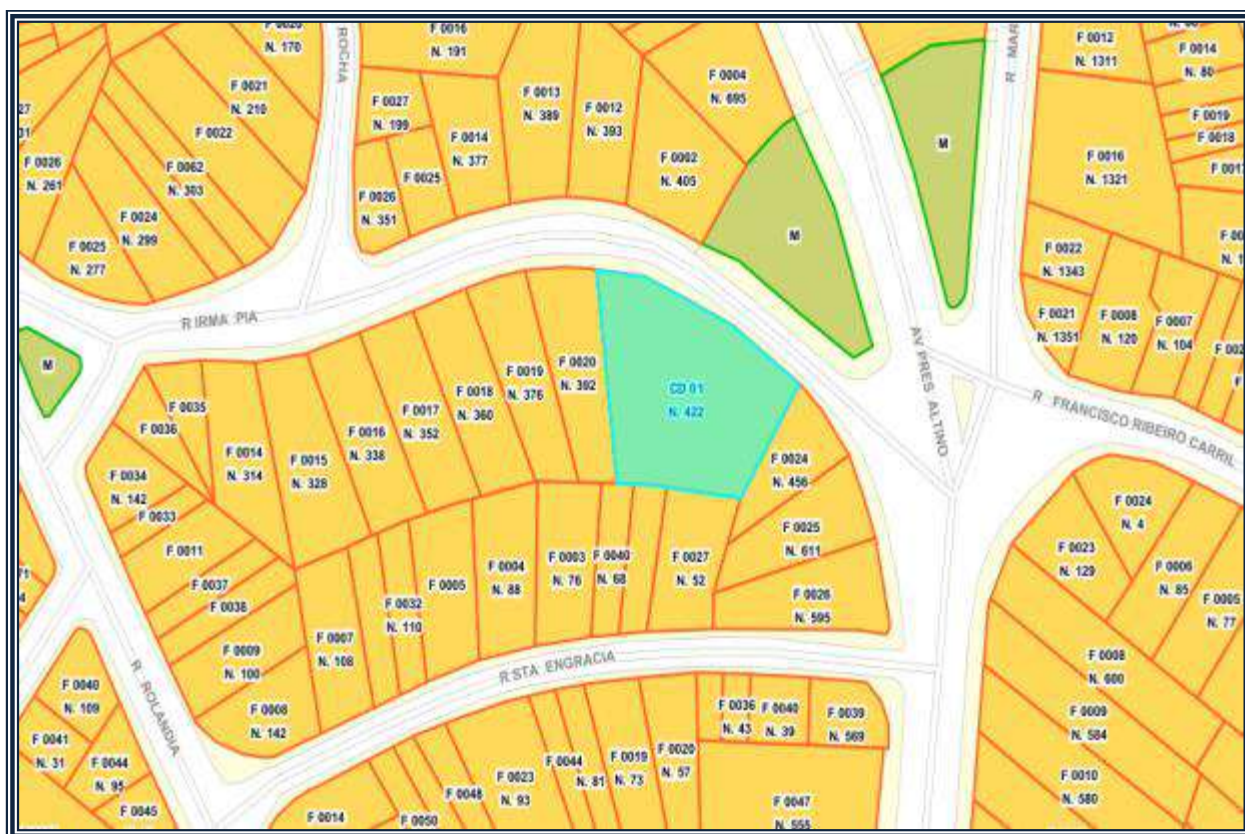 N. 170
F 0021
N. 210
F 0022
F 0062
N. 303
F 0026
N. 261
F 0024
N. 299
F 0025
N. 277
ROCHA
F 0016
N. 191
F 0027
N. 199
F 0014
N. 377
F 0013
N. 389
F 0012
N. 393
F 0004
N. 695
F 0002
N. 405
F 0025
F 0026
N. 351
M
M
R MAR
F 0012
N. 1311
F 0014
N. 80
F 0019
F 0018
F 0016
N. 1321
F 0022
N. 1343
F 0021
N. 1351
F 0008
N. 120
F 0007
N. 104
R IRMA PIA
M
AV PRES ALTINO
R FRANCISCO RIBEIRO CARRIL
F 0035
F 0036
F 0014
N. 314
F 0015
N. 328
F 0016
N. 338
F 0017
N. 352
F 0018
N. 360
F 0019
N. 376
F 0020
N. 392
CD 01
N. 422
F 0024
N. 456
F 0025
N. 611
F 0026
N. 595
F 0034
N. 142
F 0033
F 0011
F 0037
F 0038
F 0009
N. 100
F 0008
N. 142
F 0007
N. 108
F 0032
N. 110
F 0005
F 0004
N. 88
F 0003
N. 76
F 0040
N. 68
F 0027
N. 52
F 0024
N. 4
F 0023
N. 129
F 0006
N. 85
F 0005
N. 77
F 0008
N. 600
F 0009
N. 584
F 0010
N. 580
R STA ENGRACIA
R ROLANDIA
F 0040
N. 109
F 0041
N. 31
F 0044
N. 95
F 0045
F 0014
F 0050
F 0048
F 0023
N. 93
F 0044
N. 81
F 0019
N. 73
F 0020
N. 57
F 0036
N. 43
F 0040
N. 39
F 0039
N. 569
F 0047
N. 555